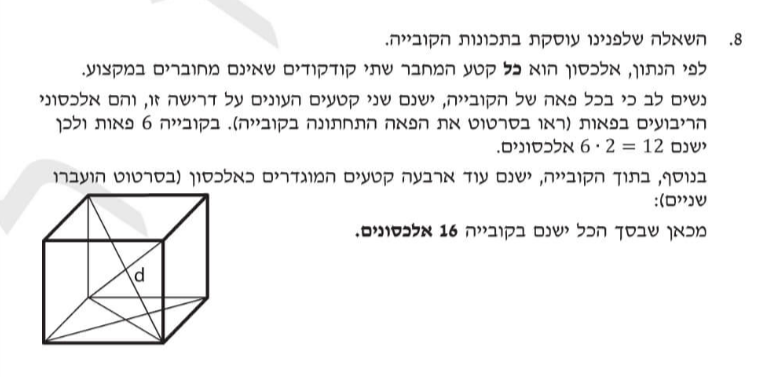 8. השאלה שלפנינו עוסקת בתכונות הקובייה.
לפי הנתון, אלכסון הוא כל קטע המחבר שתי קודקודים שאינם מחוברים במקצוע.
נשים לב כי בכל פאה של הקובייה, ישנם שני קטעים העונים על דרישה זו, והם אלכסוני
הריבועים בפאות (ראו בסרטוט את הפאה התחתונה בקובייה). בקובייה 6 פאות ולכן
ישנם 12 = 2 · 6 אלכסונים.
בנוסף, בתוך הקובייה, ישנם עוד ארבעה קטעים המוגדרים כאלכסון (בסרטוט הועברו
שניים):
מכאן שבסך הכל ישנם בקובייה 16 אלכסונים.
d